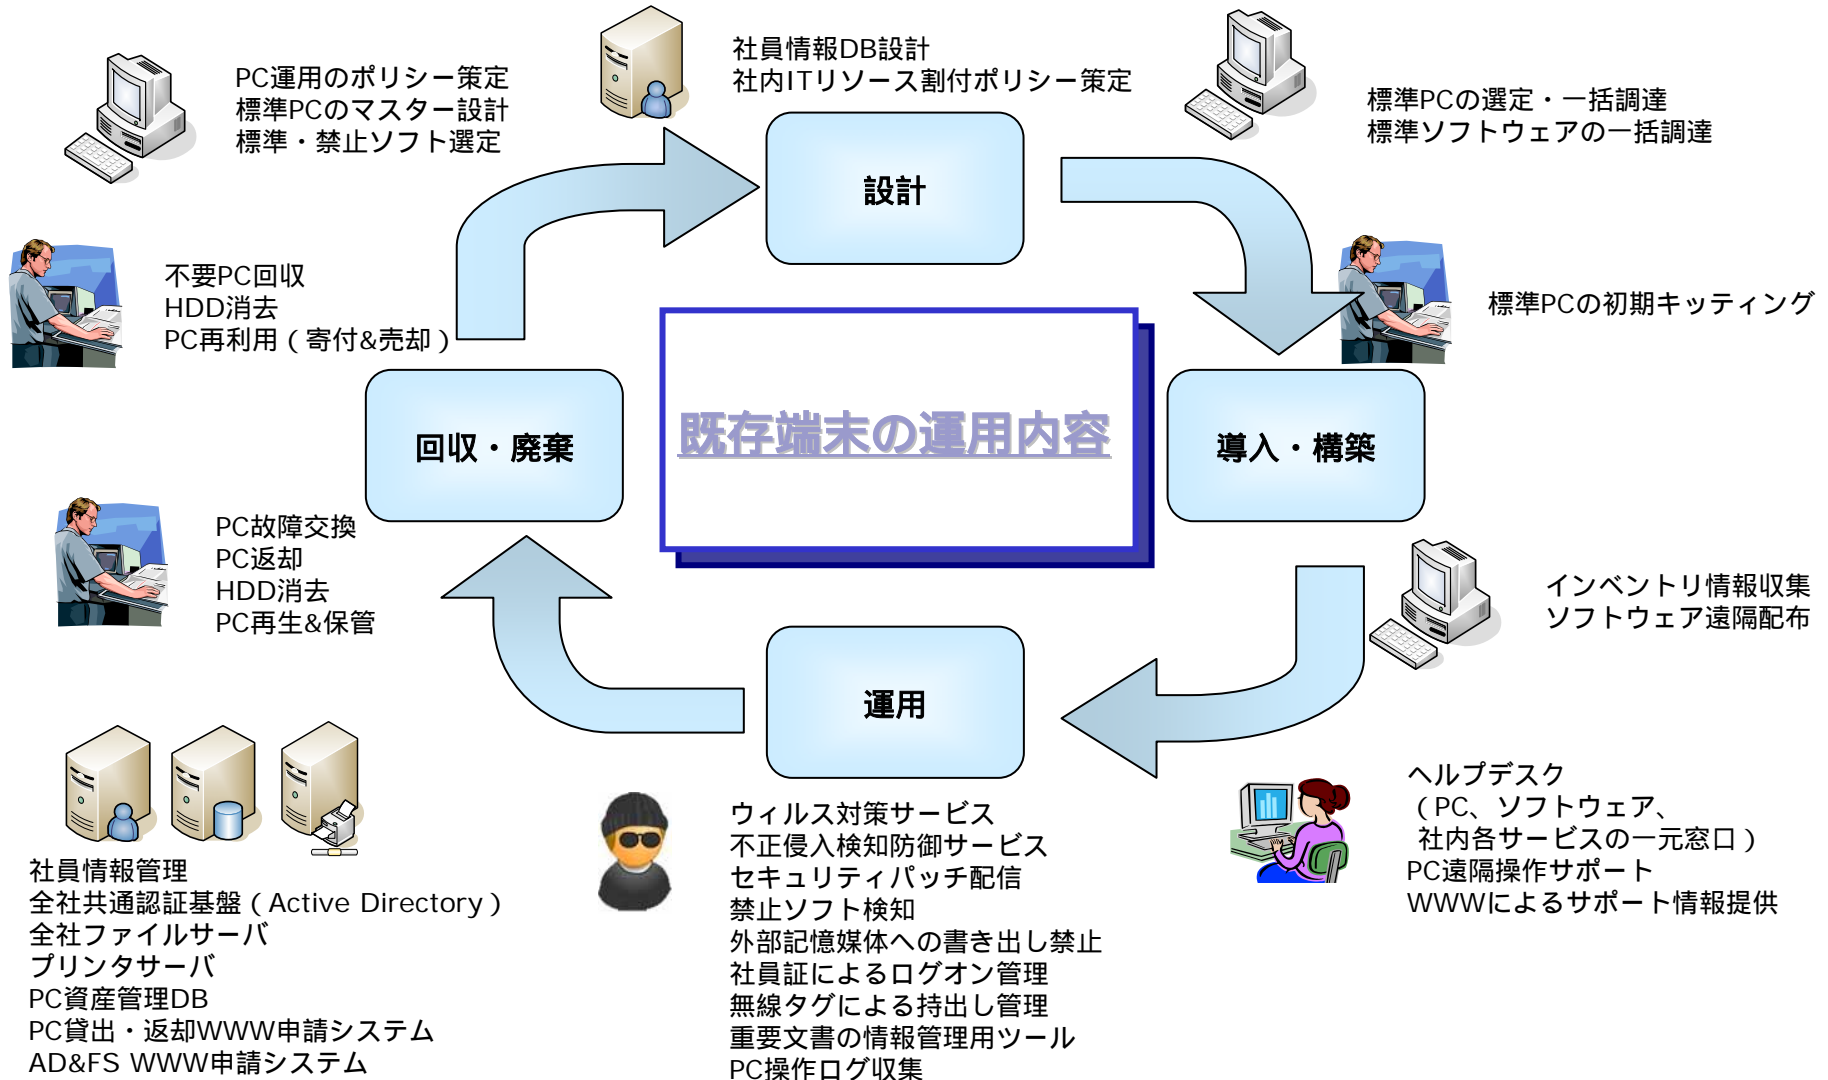 PC運用のポリシー策定
標準PCのマスター設計
標準・禁止ソフト選定
社員情報DB設計
社内ITリソース割付ポリシー策定
標準PCの選定・一括調達
標準ソフトウェアの一括調達
設計
不要PC回収
HDD消去
PC再利用（寄付&売却）
標準PCの初期キッティング
既存端末の運用内容
回収・廃棄
導入・構築
PC故障交換
PC返却
HDD消去
PC再生&保管
インベントリ情報収集
ソフトウェア遠隔配布
運用
ヘルプデスク
（PC、ソフトウェア、
社内各サービスの一元窓口）
PC遠隔操作サポート
WWWによるサポート情報提供
社員情報管理
全社共通認証基盤（Active Directory）
全社ファイルサーバ
プリンタサーバ
PC資産管理DB
PC貸出・返却WWW申請システム
AD&FS WWW申請システム
ウィルス対策サービス
不正侵入検知防御サービス
セキュリティパッチ配信
禁止ソフト検知
外部記憶媒体への書き出し禁止
社員証によるログオン管理
無線タグによる持出し管理
重要文書の情報管理用ツール
PC操作ログ収集